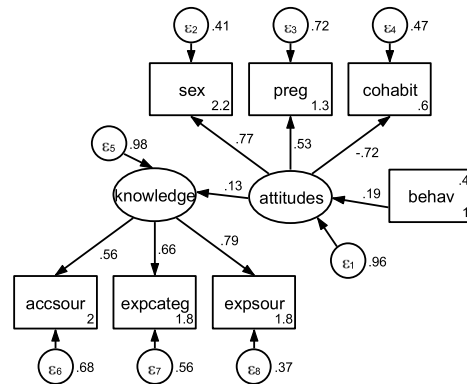 ε2 .41
ε3 .72
ε4 .47
sex 2.2
preg 1.3
cohabit .6
ε5 .98
.77
.53
-.72
knowledge
.13
attitudes
.19
behav
1
ε1 .96
.56
.66
.79
accsour 2
expcateg 1.8
expsour 1.8
ε6 .68
ε7 .56
ε8 .37